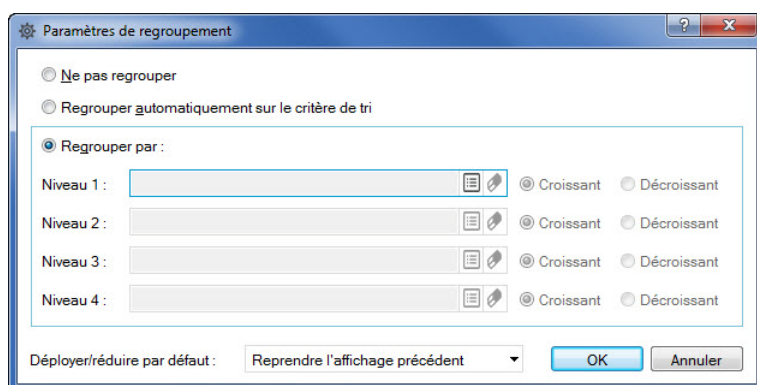 Paramètres de regroupement
Ne pas regrouper
Regrouper automatiquement sur le critère de tri
Regrouper par :
Niveau 1 : Croissant Décroissant
Niveau 2 : Croissant Décroissant
Niveau 3 : Croissant Décroissant
Niveau 4 : Croissant Décroissant
Déployer/réduire par défaut : Reprendre l'affichage précédent OK Annuler